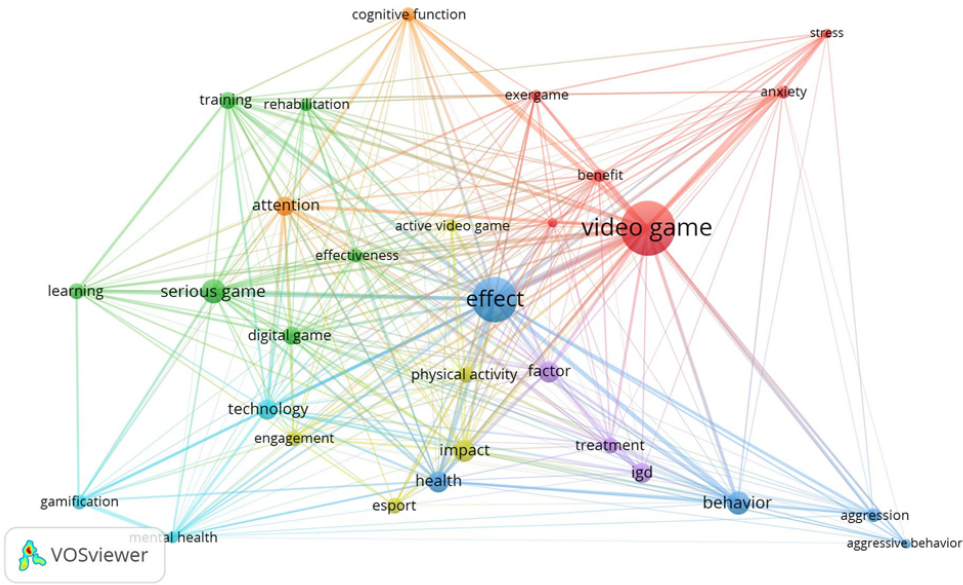 cognitive function
stress
training
rehabilitation
exergame
anxiety
benefit
attention
active video game
video game
effectiveness
learning
serious game
effect
digital game
physical activity
factor
technology
engagement
impact
treatment
igd
health
gamification
esport
behavior
aggression
mental health
aggressive behavior
VOSviewer